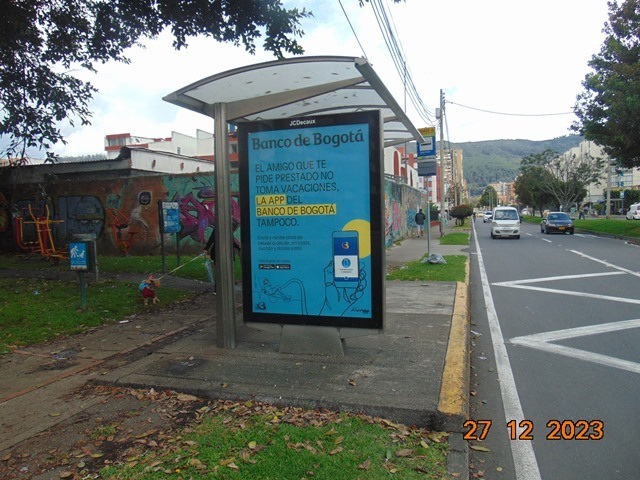 JCDecaux
Banco de Bogotá
EL AMIGO QUE TE
PIDE PRESTADO NO
TOMA VACACIONES,
LA APP DEL
BANCO DE BOGOTÁ
TAMPOCO.
27 12 2023